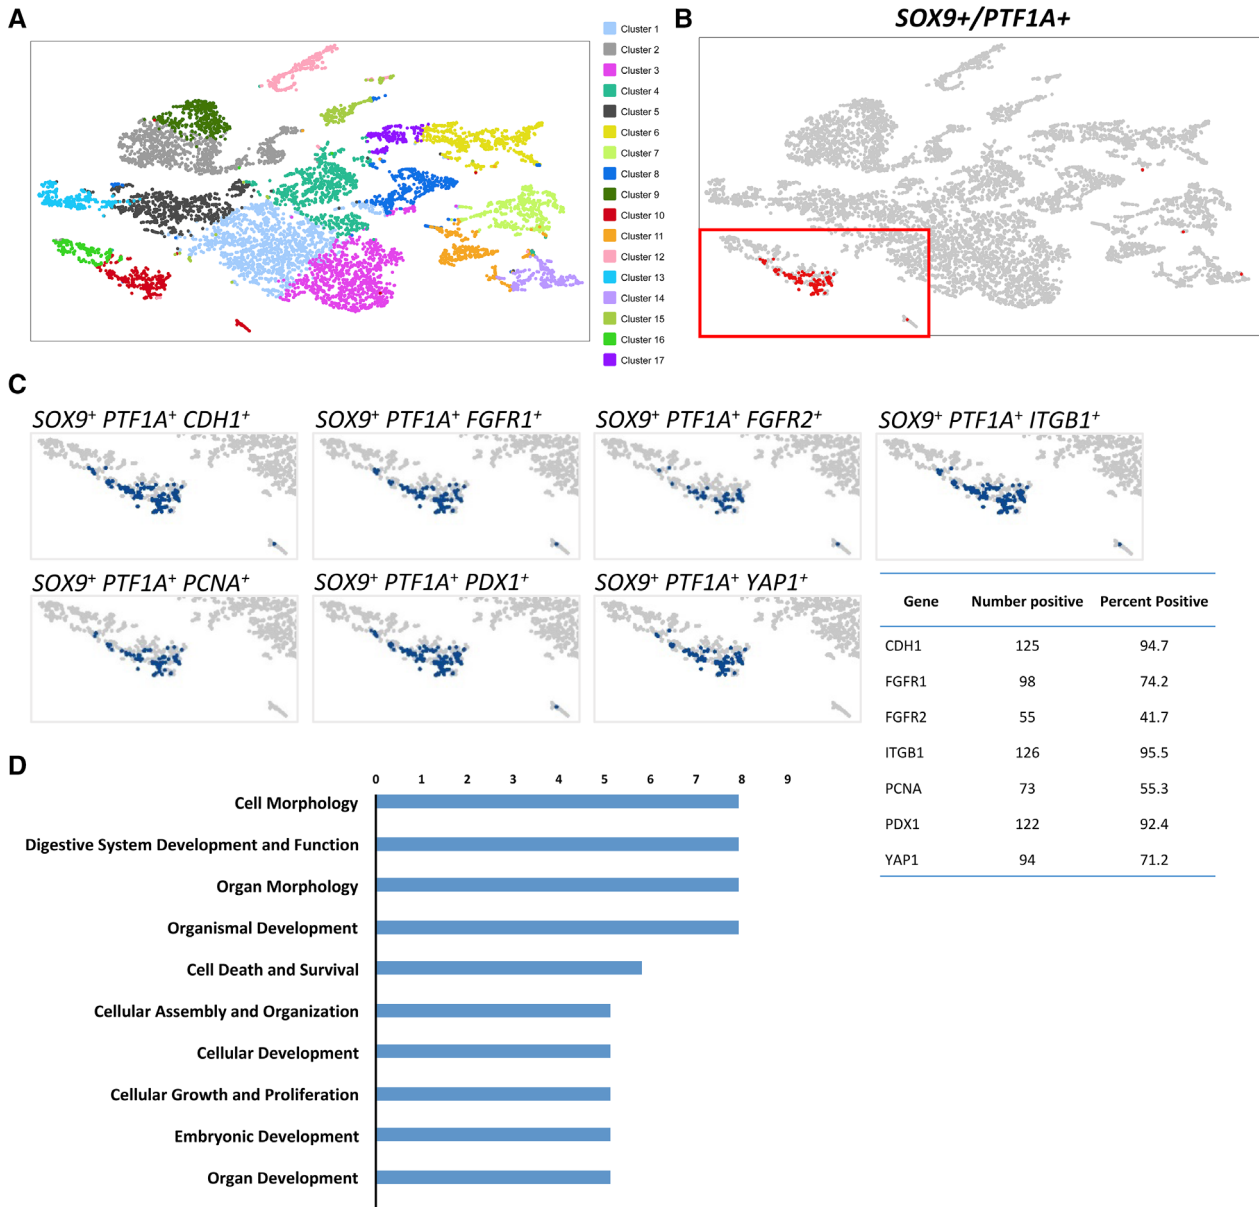 A
Cluster 1
Cluster 2
Cluster 3
Cluster 4
Cluster 5
Cluster 6
Cluster 7
Cluster 8
Cluster 9
Cluster 10
Cluster 11
Cluster 12
Cluster 13
Cluster 14
Cluster 15
Cluster 16
Cluster 17
B
SOX9+/PTF1A+
C
SOX9⁺ PTF1A⁺ CDH1⁺
SOX9⁺ PTF1A⁺ FGFR1⁺
SOX9⁺ PTF1A⁺ FGFR2⁺
SOX9⁺ PTF1A⁺ ITGB1⁺
SOX9⁺ PTF1A⁺ PCNA⁺
SOX9⁺ PTF1A⁺ PDX1⁺
SOX9⁺ PTF1A⁺ YAP1⁺
Gene Number positive Percent Positive
CDH1 125 94.7
FGFR1 98 74.2
FGFR2 55 41.7
ITGB1 126 95.5
PCNA 73 55.3
PDX1 122 92.4
YAP1 94 71.2
D
0 1 2 3 4 5 6 7 8 9
Cell Morphology
Digestive System Development and Function
Organ Morphology
Organismal Development
Cell Death and Survival
Cellular Assembly and Organization
Cellular Development
Cellular Growth and Proliferation
Embryonic Development
Organ Development